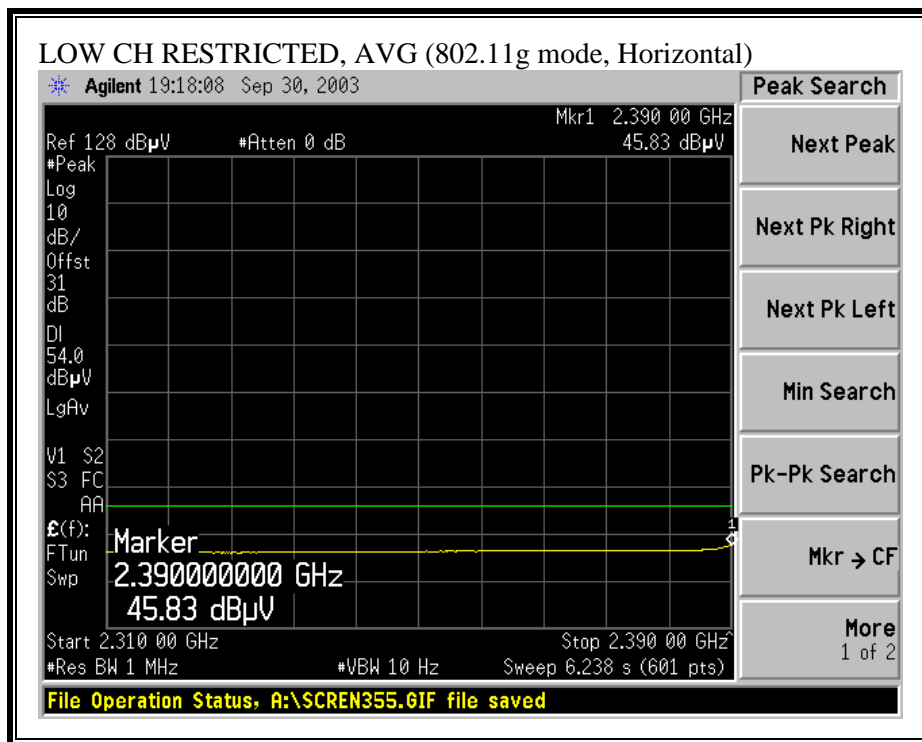 LOW CH RESTRICTED, AVG (802.11g mode, Horizontal)
Agilent 19:18:08 Sep 30, 2003
Peak Search
Mkr1 2.390 00 GHz
Ref 128 dBµV #Atten 0 dB 45.83 dBµV
#Peak
Log
10
dB/
Offst
31
dB
DI
54.0
dBµV
LgAv
V1 S2
S3 FC
AA
£(f):
FTun
Swp
1
Marker
2.390000000 GHz
45.83 dBµV
Start 2.310 00 GHz Stop 2.390 00 GHz^
#Res BW 1 MHz #VBW 10 Hz Sweep 6.238 s (601 pts)
Next Peak
Next Pk Right
Next Pk Left
Min Search
Pk-Pk Search
Mkr → CF
More
1 of 2
File Operation Status, A:\SCREN355.GIF file saved